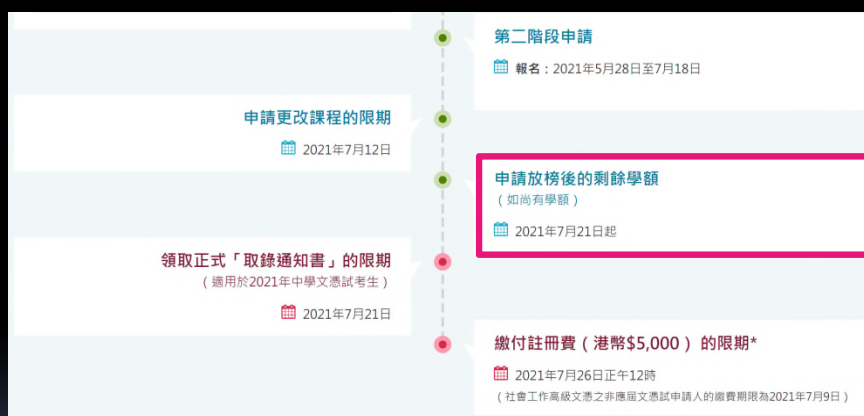 第二階段申請
報名：2021年5月28日至7月18日
申請更改課程的限期
2021年7月12日
申請放榜後的剩餘學額
（如尚有學額）
2021年7月21日起
領取正式「取錄通知書」的限期
（適用於2021年中學文憑試考生）
2021年7月21日
繳付註冊費（港幣$5,000）的限期*
2021年7月26日正午12時
（社會工作高級文憑之非應屆文憑試申請人的繳費期限為2021年7月9日）